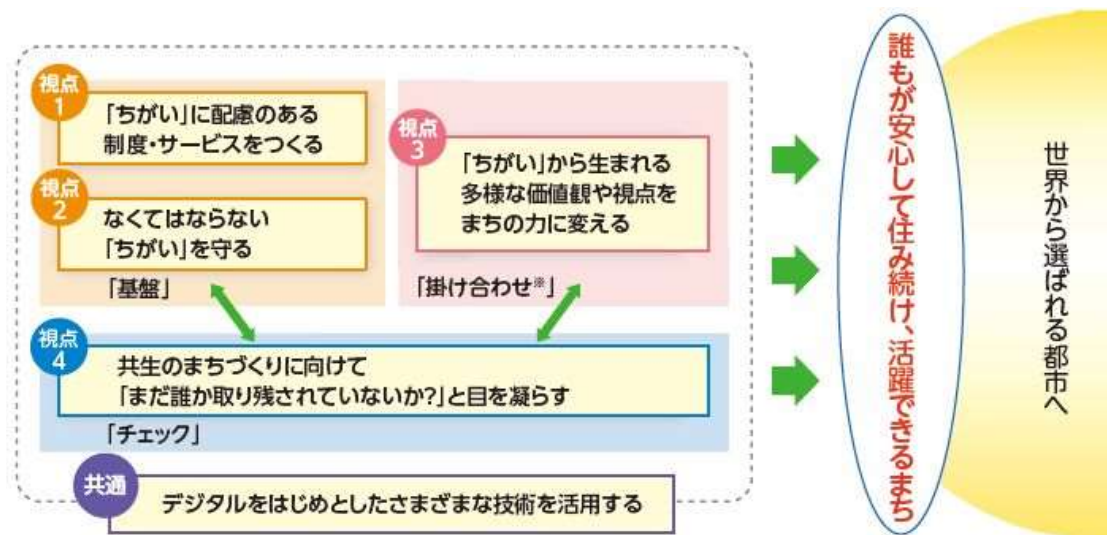 視点
1
「ちがい」に配慮のある
制度・サービスをつくる
視点
2
なくてはならない
「ちがい」を守る
「基盤」
視点
3
「ちがい」から生まれる
多様な価値観や視点を
まちの力に変える
「掛け合わせ※」
視点
4
共生のまちづくりに向けて
「まだ誰か取り残されていないか?」と目を凝らす
「チェック」
共通
デジタルをはじめとしたさまざまな技術を活用する
誰もが安心して住み続け、活躍できるまち
世界から選ばれる都市へ